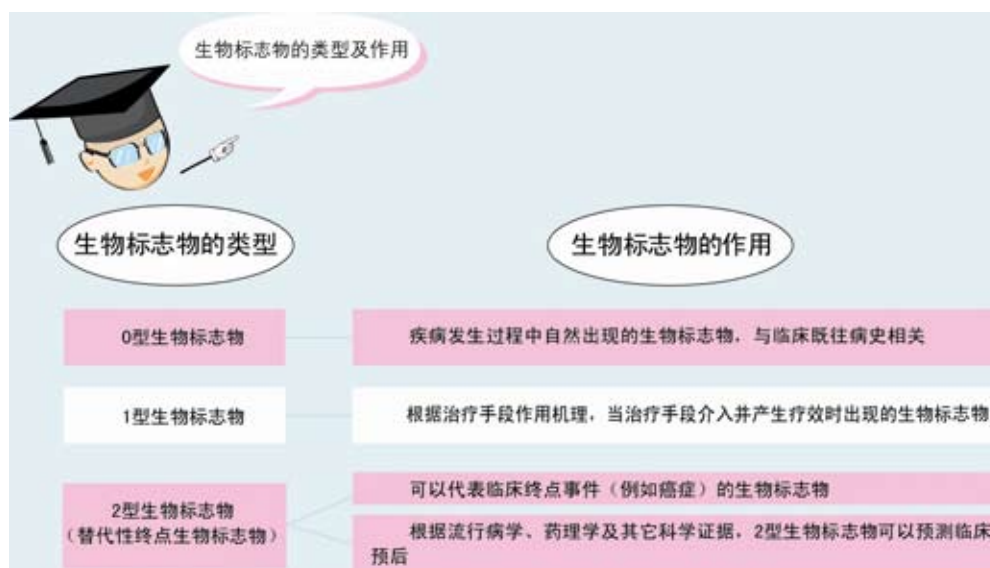 生物标志物的类型及作用
生物标志物的类型
生物标志物的作用
0型生物标志物
疾病发生过程中自然出现的生物标志物，与临床既往病史相关
1型生物标志物
根据治疗手段作用机理，当治疗手段介入并产生疗效时出现的生物标志物
2型生物标志物
（替代性终点生物标志物）
可以代表临床终点事件（例如癌症）的生物标志物
根据流行病学、药理学及其它科学证据，2型生物标志物可以预测临床
预后